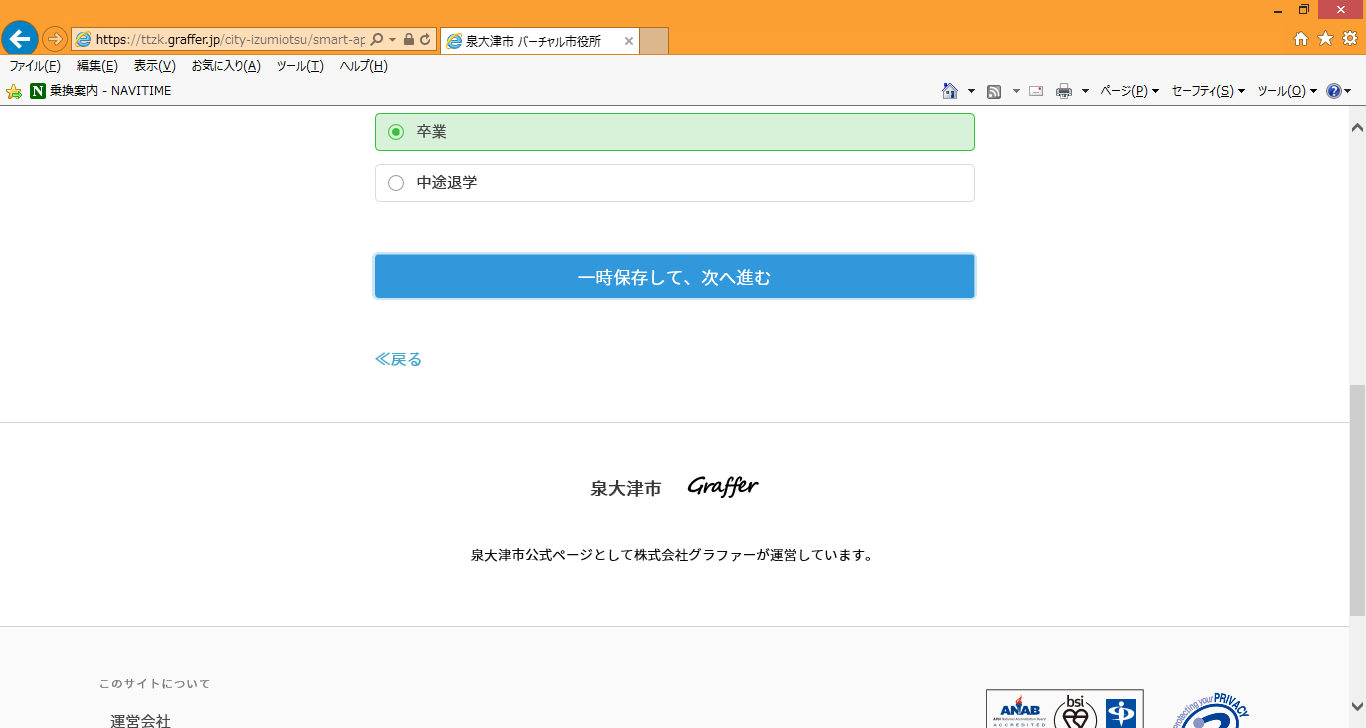 https://ttzk.graffer.jp/city-izumiotsu/smart-ap
泉大津市 バーチャル市役所
ファイル(F) 編集(E) 表示(V) お気に入り(A) ツール(T) ヘルプ(H)
N 乗換案内 - NAVITIME
ページ(P) セーフティ(S) ツール(O)
卒業
中途退学
一時保存して、次へ進む
≪戻る
泉大津市 Graffer
泉大津市公式ページとして株式会社グラファーが運営しています。
このサイトについて
運営会社
ANAB
ACCREDITED
bsi
protecting your PRIVACY